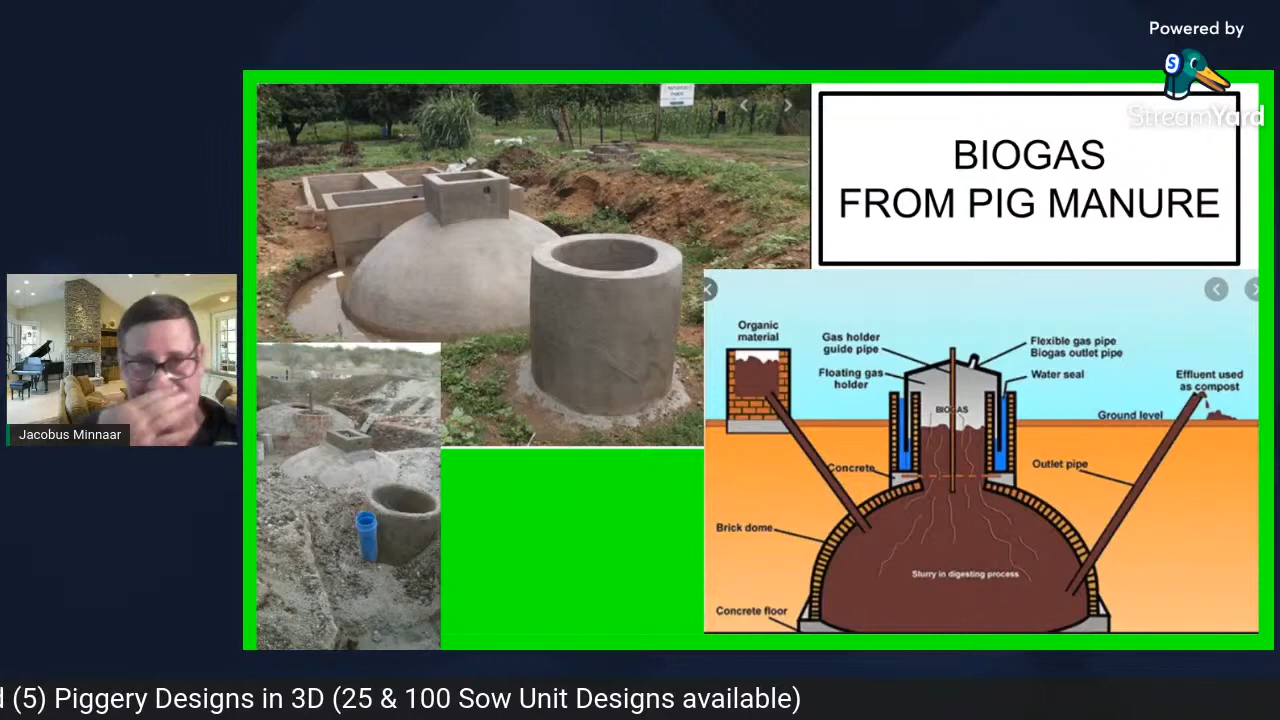 Powered by
StreamYard
BIOGAS
FROM PIG MANURE
Organic
material
Gas holder
guide pipe
Floating gas
holder
Flexible gas pipe
Biogas outlet pipe
Water seal
Effluent used
as compost
Ground level
BIOGAS
Concrete
Outlet pipe
Brick dome
Slurry in digesting process
Concrete floor
Jacobus Minnaar
(5) Piggery Designs in 3D (25 & 100 Sow Unit Designs available)